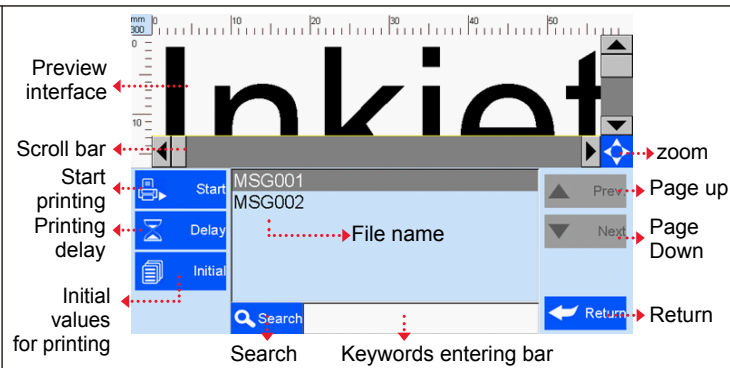 mm
300
0 10 20 30 40 50
0
10
Inkjet
Preview
interface
Scroll bar
zoom
Start
printing
Start
MSG001
Prev.
Page up
MSG002
Printing
delay
Delay
File name
Next
Page
Down
Initial
Initial
values
for printing
Search
Return
Return
Search
Keywords entering bar